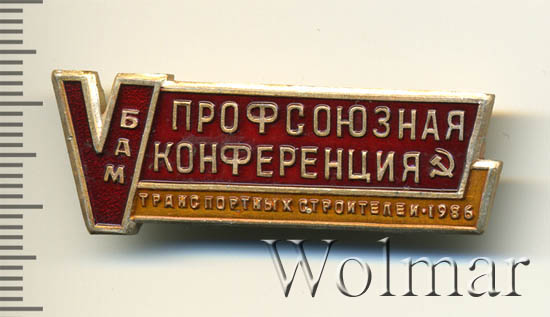 V
БАМ
ПРОФСОЮЗНАЯ
КОНФЕРЕНЦИЯ
ТРАНСПОРТНЫХ СТРОИТЕЛЕЙ·1986
Wolmar